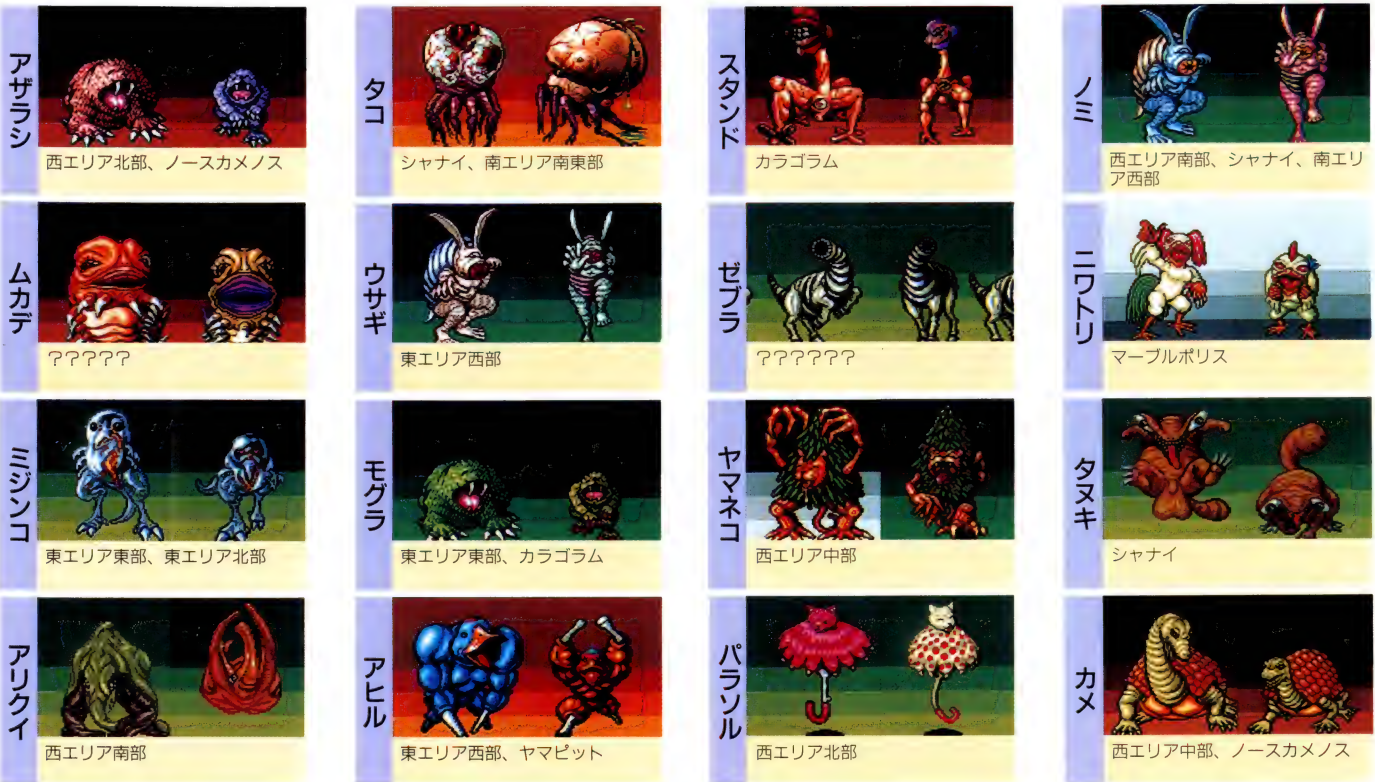 アザラシ
西エリア北部、ノースカメノス
タコ
シャナイ、南エリア南東部
スタンド
カラゴラム
ノミ
西エリア南部、シャナイ、南エリ
ア西部
ムカデ
？？？？？
ウサギ
東エリア西部
ゼブラ
？？？？？？
ニワトリ
マーブルポリス
ミジンコ
東エリア東部、東エリア北部
モグラ
東エリア東部、カラゴラム
ヤマネコ
西エリア中部
タヌキ
シャナイ
アリクイ
西エリア南部
アヒル
東エリア西部、ヤマピット
パラソル
西エリア北部
カメ
西エリア中部、ノースカメノス